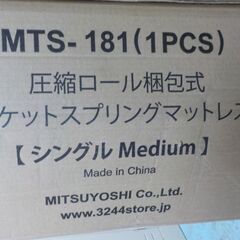 MTS-181(1PCS)
圧縮ロール梱包式
ケットスプリングマットレス
【シングル Medium】
Made in China
MITSUYOSHI Co.,Ltd.
www.3244store.jp